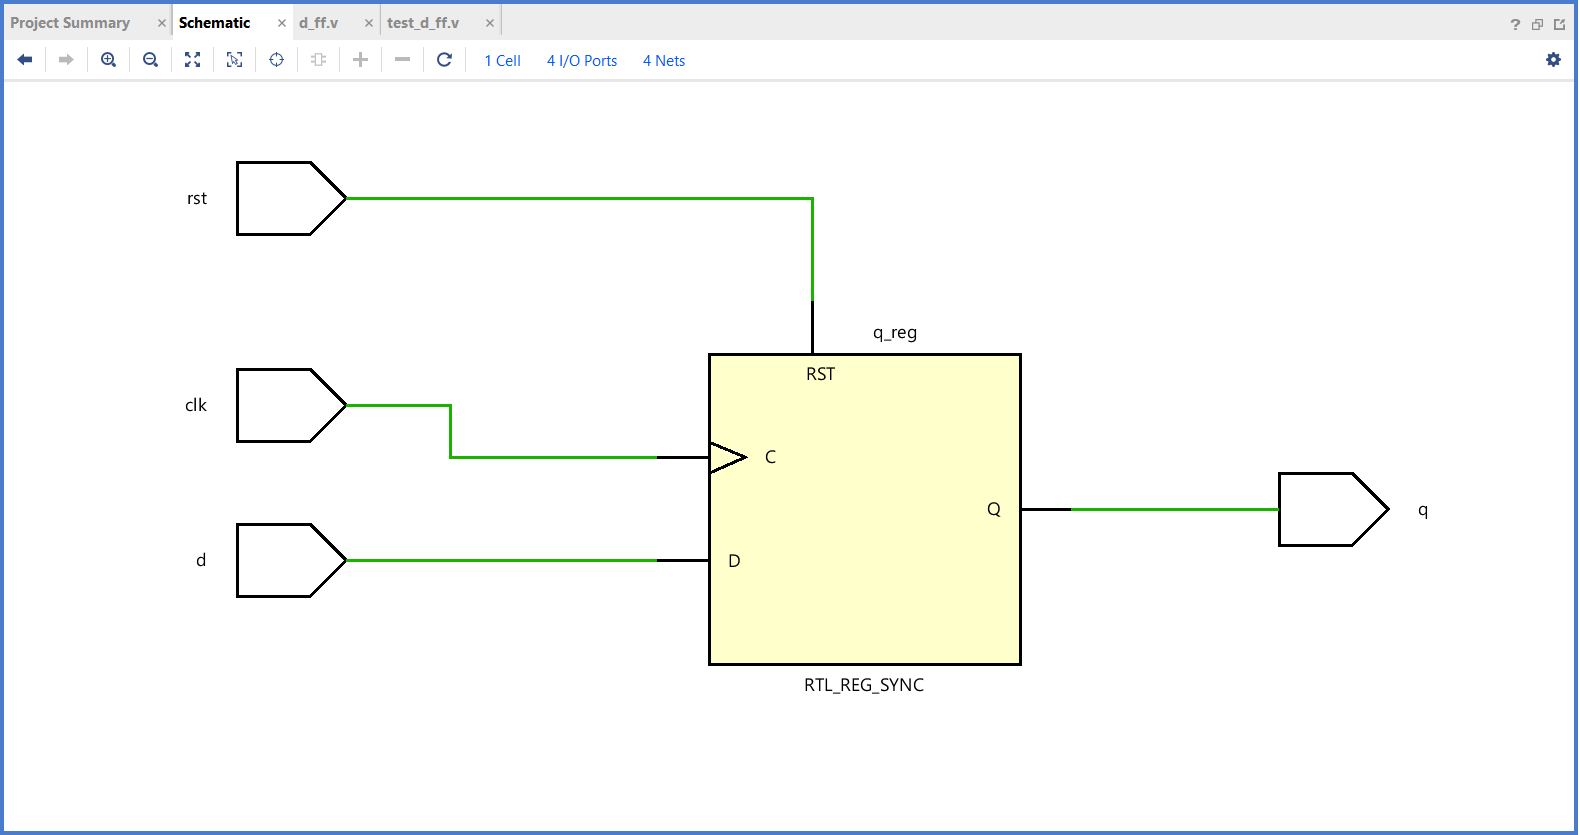 Project Summary × Schematic × d_ff.v × test_d_ff.v × ?
1 Cell 4 I/O Ports 4 Nets
rst
q_reg
RST
clk
C
Q
q
d
D
RTL_REG_SYNC